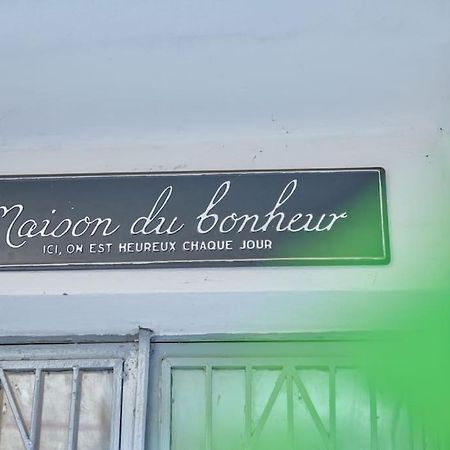 Maison du bonheur
ICI, ON EST HEUREUX CHAQUE JOUR